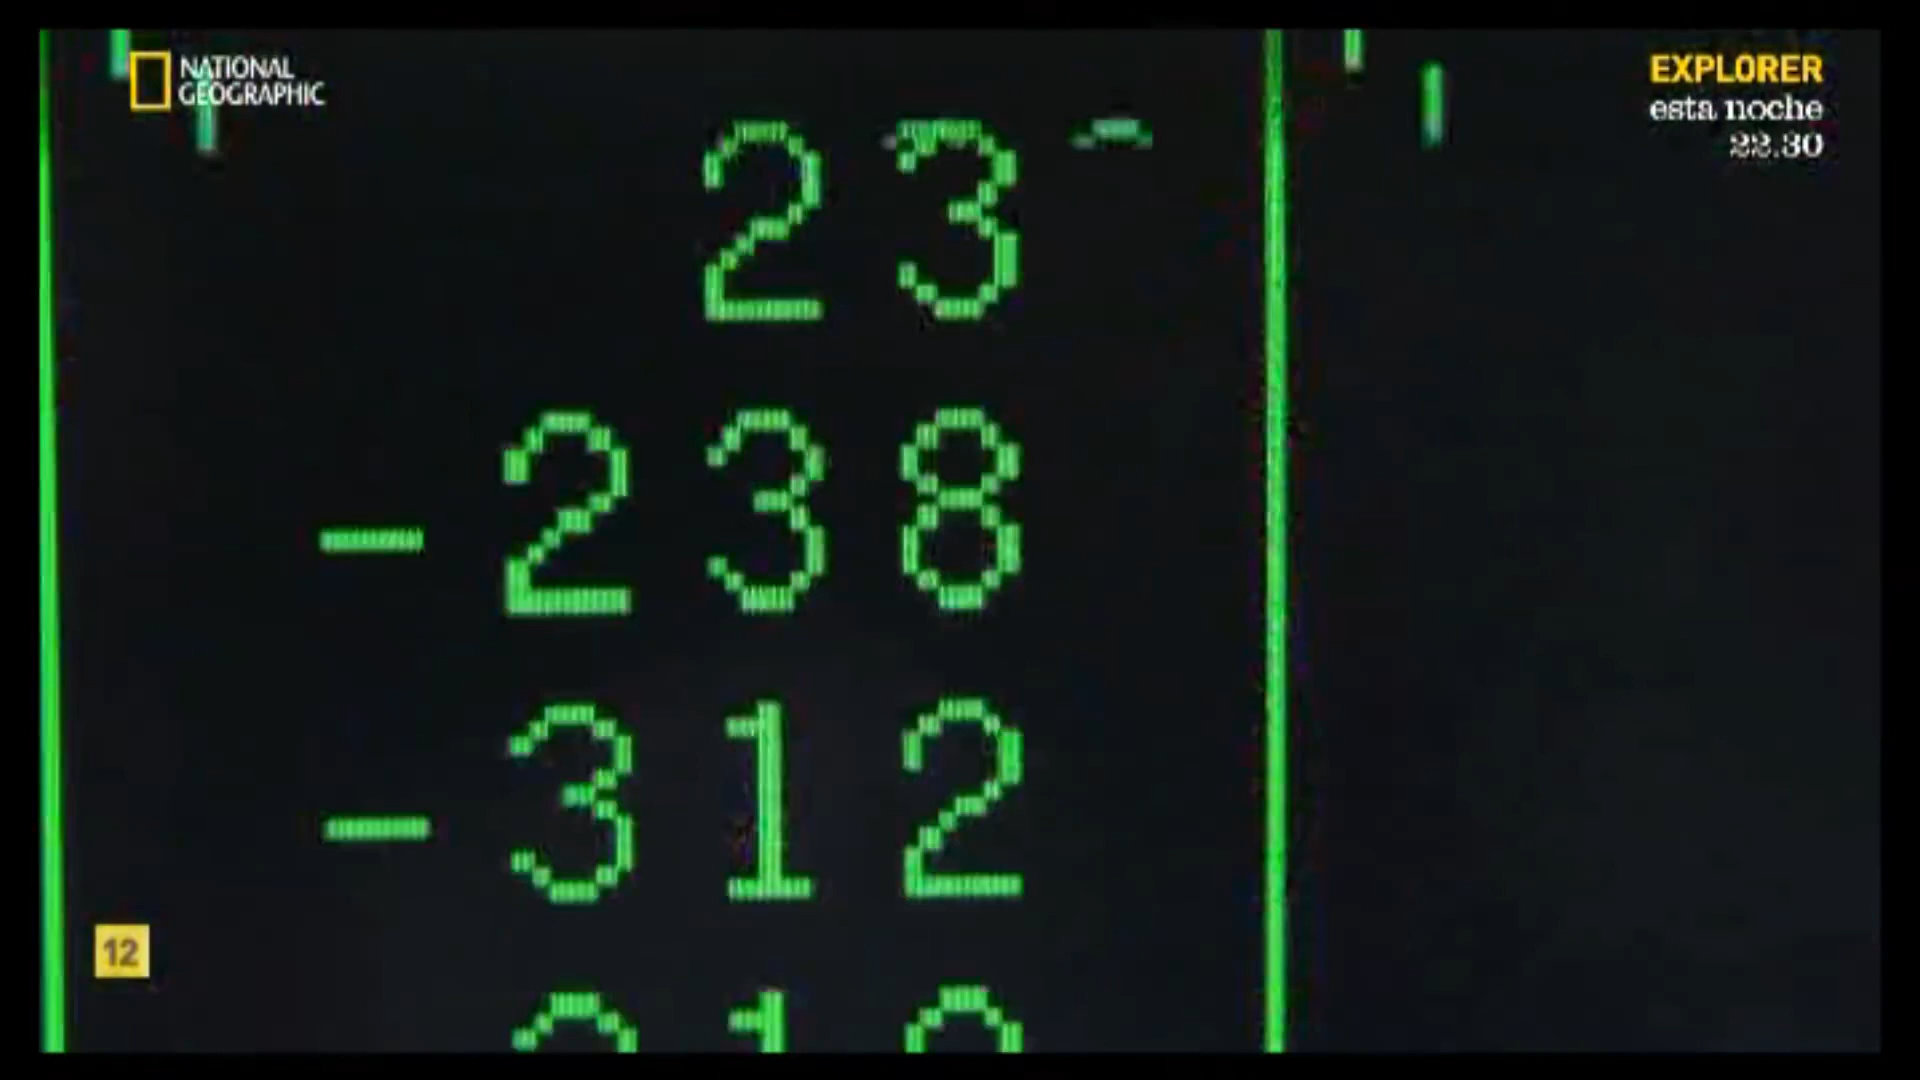 NATIONAL
GEOGRAPHIC
EXPLORER
esta noche
22.30
23
-238
-312
12